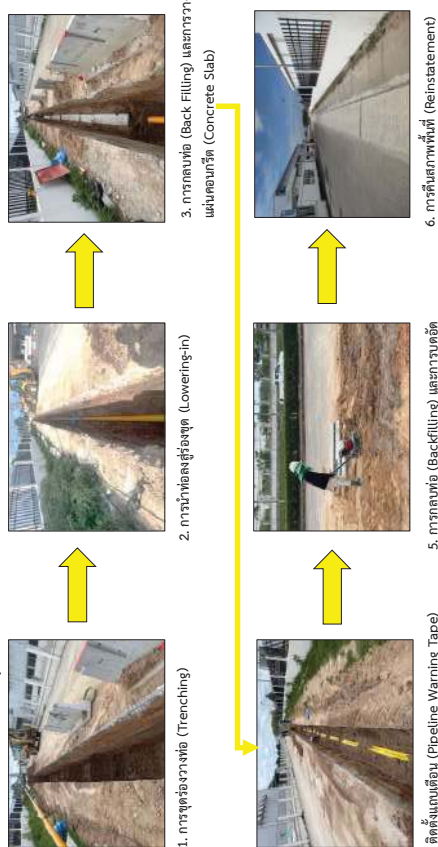 1. การขุดร่องวางท่อ (Trenching)
2. การนำท่อลงสู่ร่องขุด (Lowering-in)
3. การกลบท่อ (Back Filling) และการวา
แผ่นคอนกรีต (Concrete Slab)
ติดตั้งแถบเตือน (Pipeline Warning Tape)
5. การกลบท่อ (Backfilling) และการบดอัด
6. การคืนสภาพพื้นที่ (Reinstatement)